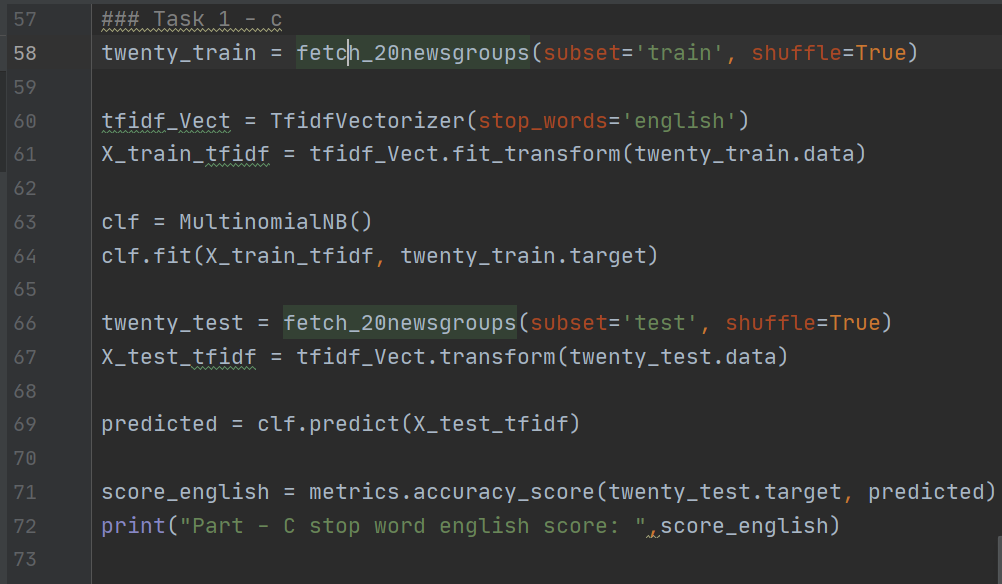 57 ### Task 1 - c
58 twenty_train = fetch_20newsgroups(subset='train', shuffle=True)
59
60 tfidf_Vect = TfidfVectorizer(stop_words='english')
61 X_train_tfidf = tfidf_Vect.fit_transform(twenty_train.data)
62
63 clf = MultinomialNB()
64 clf.fit(X_train_tfidf, twenty_train.target)
65
66 twenty_test = fetch_20newsgroups(subset='test', shuffle=True)
67 X_test_tfidf = tfidf_Vect.transform(twenty_test.data)
68
69 predicted = clf.predict(X_test_tfidf)
70
71 score_english = metrics.accuracy_score(twenty_test.target, predicted)
72 print("Part - C stop word english score: ",score_english)
73